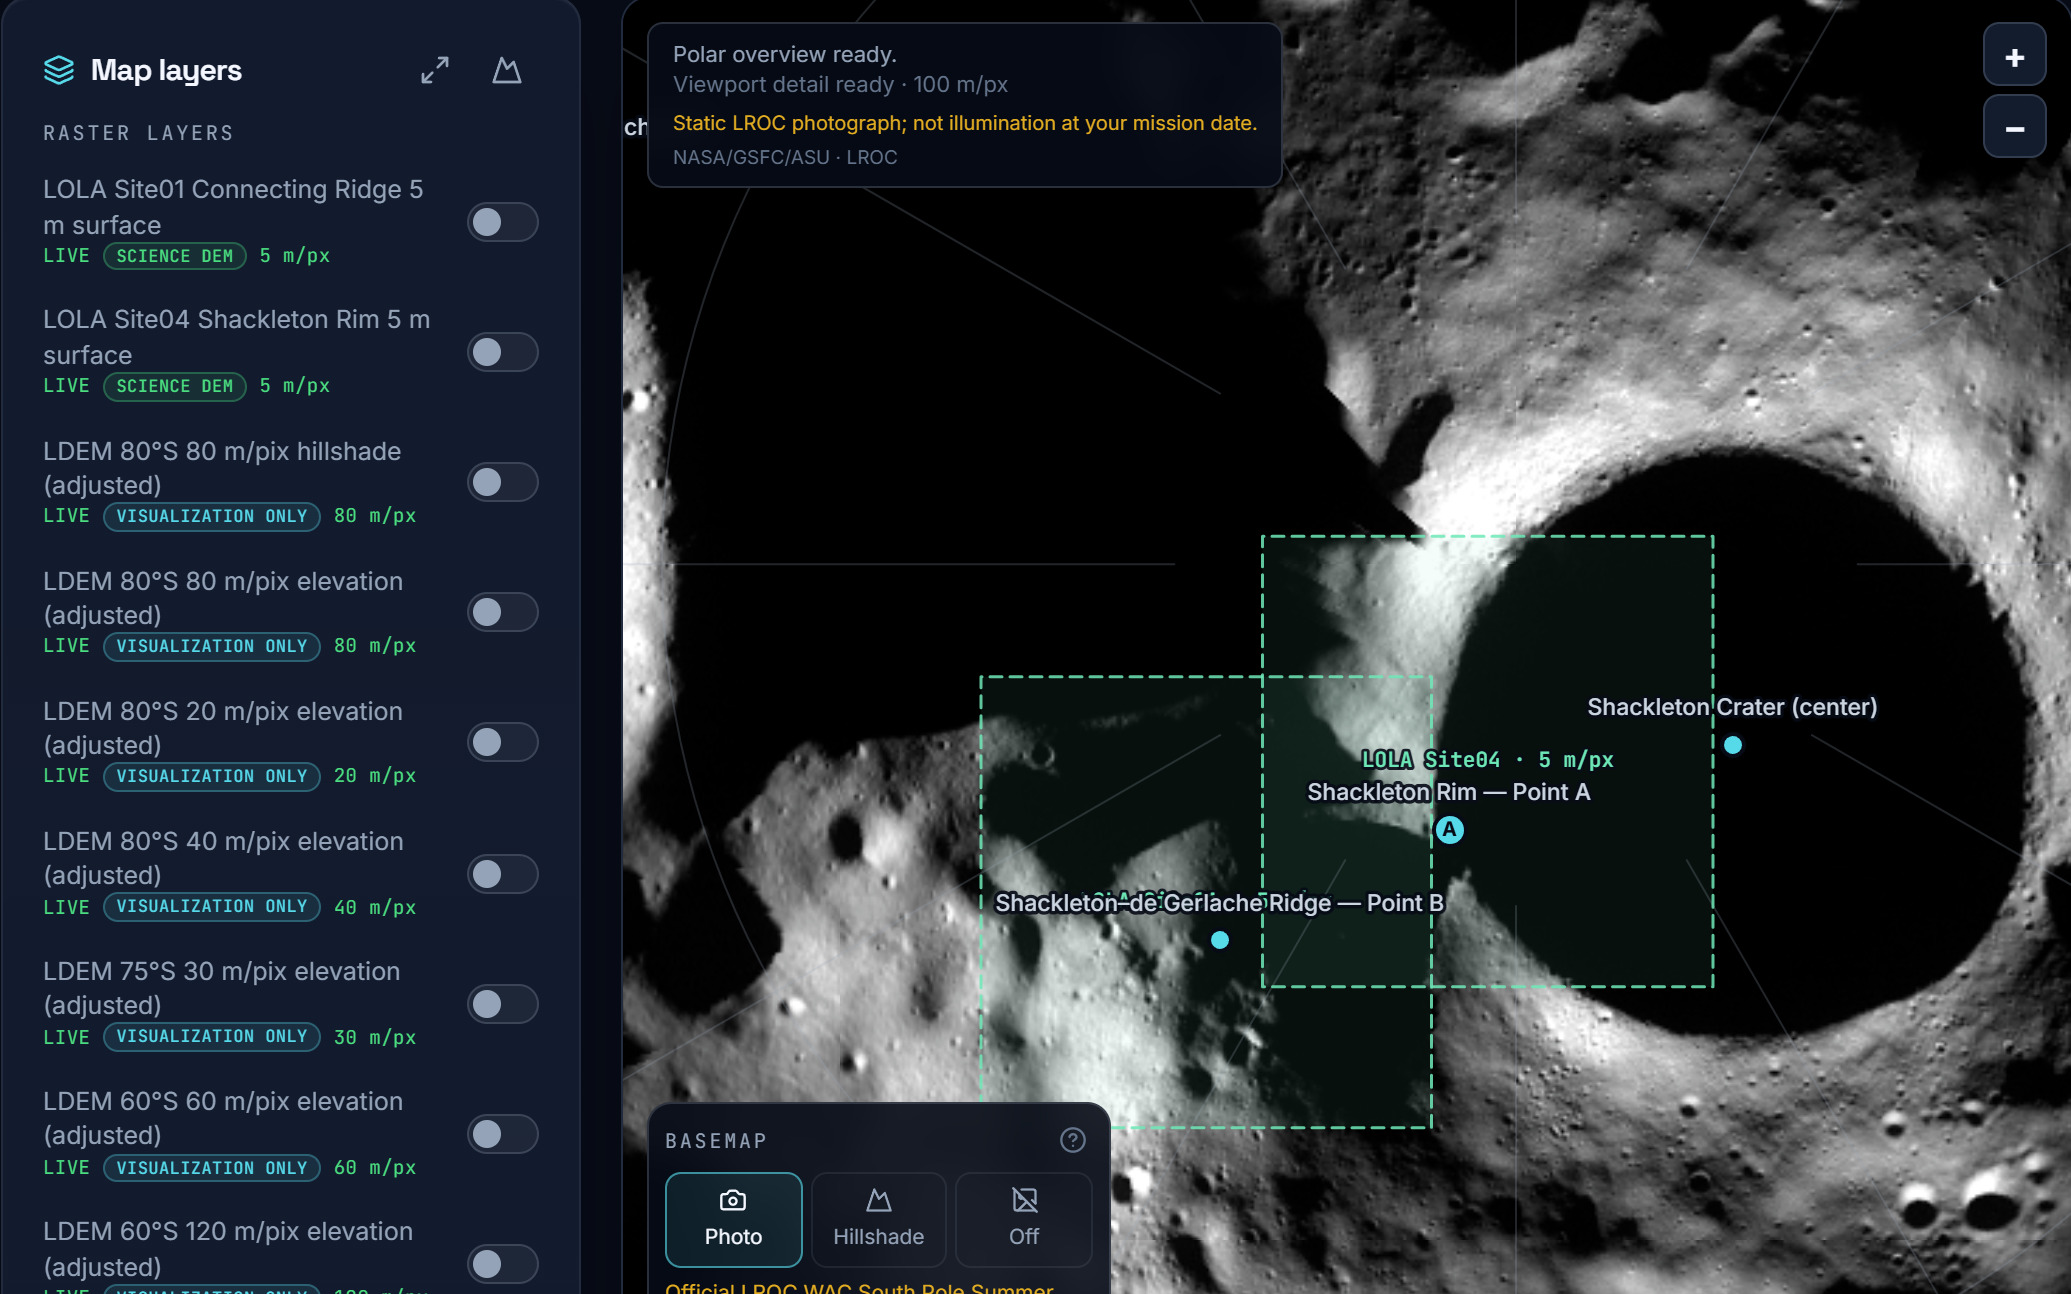 Map layers
RASTER LAYERS
LOLA Site01 Connecting Ridge 5
m surface
LIVE SCIENCE DEM 5 m/px
LOLA Site04 Shackleton Rim 5 m
surface
LIVE SCIENCE DEM 5 m/px
LDEM 80°S 80 m/pix hillshade
(adjusted)
LIVE VISUALIZATION ONLY 80 m/px
LDEM 80°S 80 m/pix elevation
(adjusted)
LIVE VISUALIZATION ONLY 80 m/px
LDEM 80°S 20 m/pix elevation
(adjusted)
LIVE VISUALIZATION ONLY 20 m/px
LDEM 80°S 40 m/pix elevation
(adjusted)
LIVE VISUALIZATION ONLY 40 m/px
LDEM 75°S 30 m/pix elevation
(adjusted)
LIVE VISUALIZATION ONLY 30 m/px
LDEM 60°S 60 m/pix elevation
(adjusted)
LIVE VISUALIZATION ONLY 60 m/px
LDEM 60°S 120 m/pix elevation
(adjusted)
Polar overview ready.
Viewport detail ready · 100 m/px
Static LROC photograph; not illumination at your mission date.
NASA/GSFC/ASU · LROC
ch
+
−
Shackleton Crater (center)
LOLA Site04 · 5 m/px
Shackleton Rim — Point A
A
Shackleton–de Gerlache Ridge — Point B
BASEMAP
?
Photo
Hillshade
Off
Official LROC WAC South Pole Summer